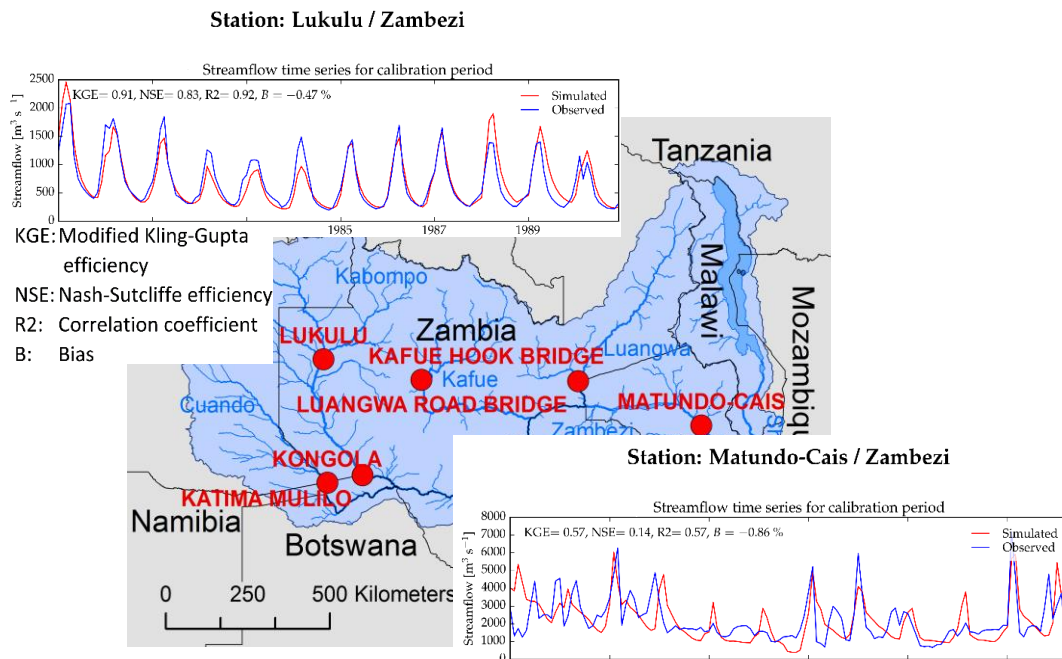 Station: Lukulu / Zambezi
Streamflow time series for calibration period
KGE= 0.91, NSE= 0.83, R2= 0.92, B = −0.47 %
Simulated
Observed
Streamflow [m³ s⁻¹]
2500
2000
1500
1000
500
0
1985
1987
1989
KGE: Modified Kling-Gupta
efficiency
NSE: Nash-Sutcliffe efficiency
R2: Correlation coefficient
B: Bias
Tanzania
Malawi
Mozambiqu
Kabompo
Zambia
LUKULU
KAFUE HOOK BRIDGE
Luangwa
Kafue
LUANGWA ROAD BRIDGE
MATUNDO-CAIS
Cuando
Zambezi
KONGOLA
KATIMA MULILO
Namibia
Botswana
0 250 500 Kilometers
Station: Matundo-Cais / Zambezi
Streamflow time series for calibration period
KGE= 0.57, NSE= 0.14, R2= 0.57, B = −0.86 %
Simulated
Observed
Streamflow [m³ s⁻¹]
8000
7000
6000
5000
4000
3000
2000
1000